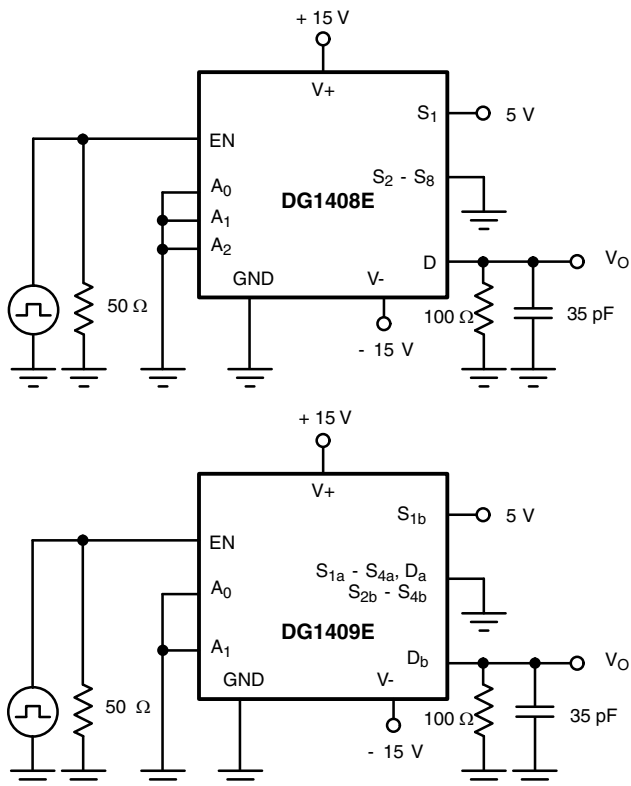 + 15 V
V+
S1
5 V
EN
A0
S2 - S8
DG1408E
A1
A2
D
VO
GND
V-
50 Ω
100 Ω
35 pF
- 15 V
+ 15 V
V+
S1b
5 V
EN
S1a - S4a, Da
A0
S2b - S4b
DG1409E
A1
Db
VO
GND
V-
50 Ω
100 Ω
35 pF
- 15 V